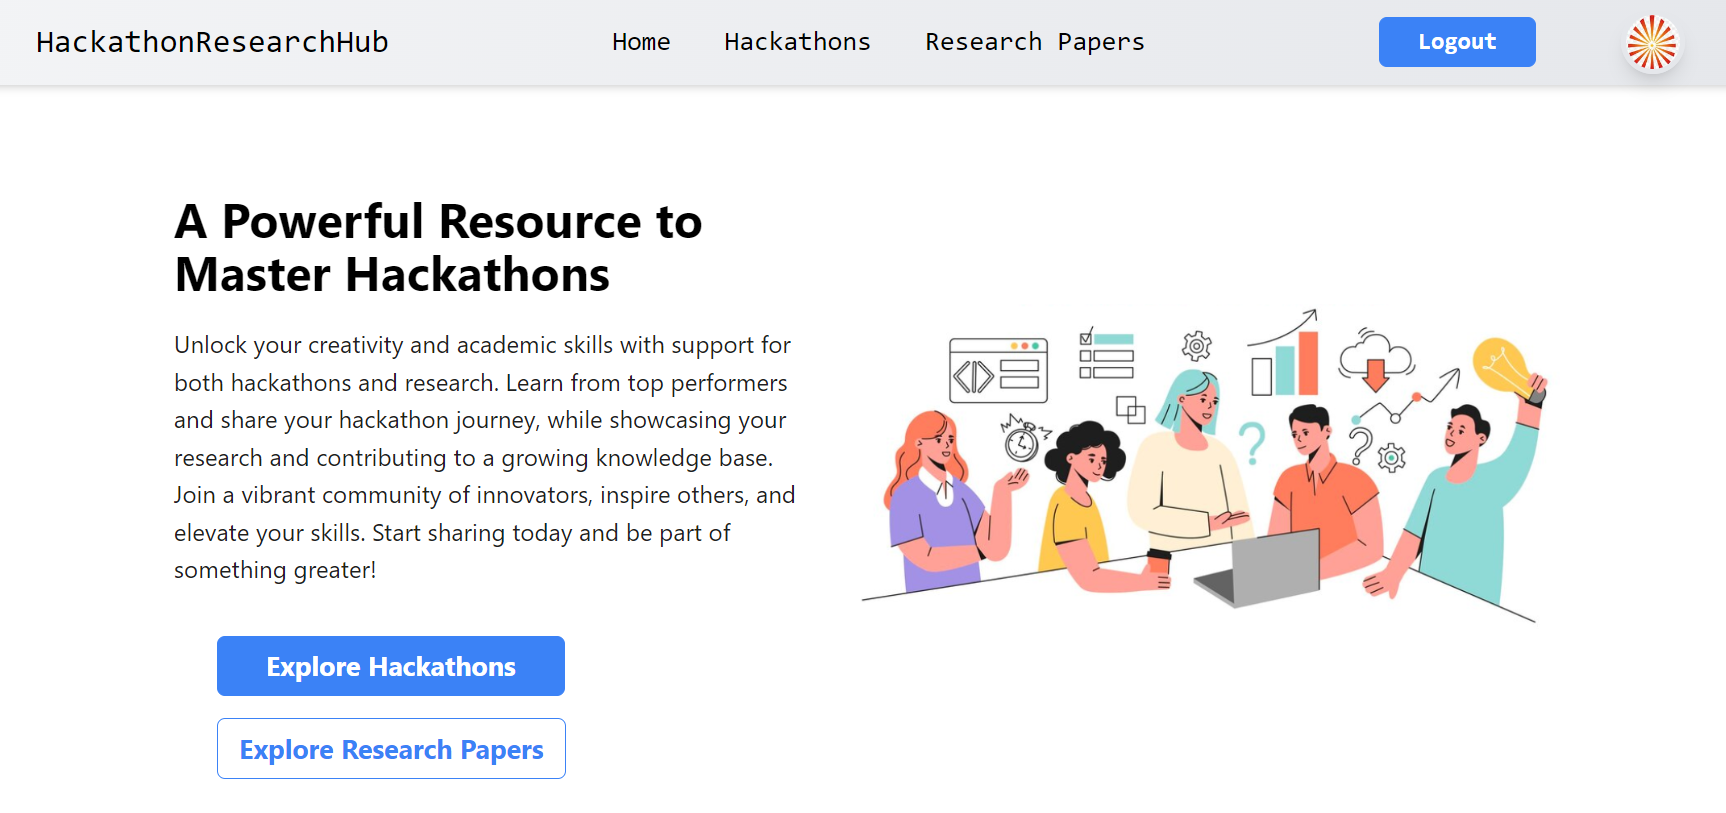 HackathonResearchHub
Home
Hackathons
Research Papers
Logout
A Powerful Resource to
Master Hackathons
Unlock your creativity and academic skills with support for
both hackathons and research. Learn from top performers
and share your hackathon journey, while showcasing your
research and contributing to a growing knowledge base.
Join a vibrant community of innovators, inspire others, and
elevate your skills. Start sharing today and be part of
something greater!
Explore Hackathons
Explore Research Papers